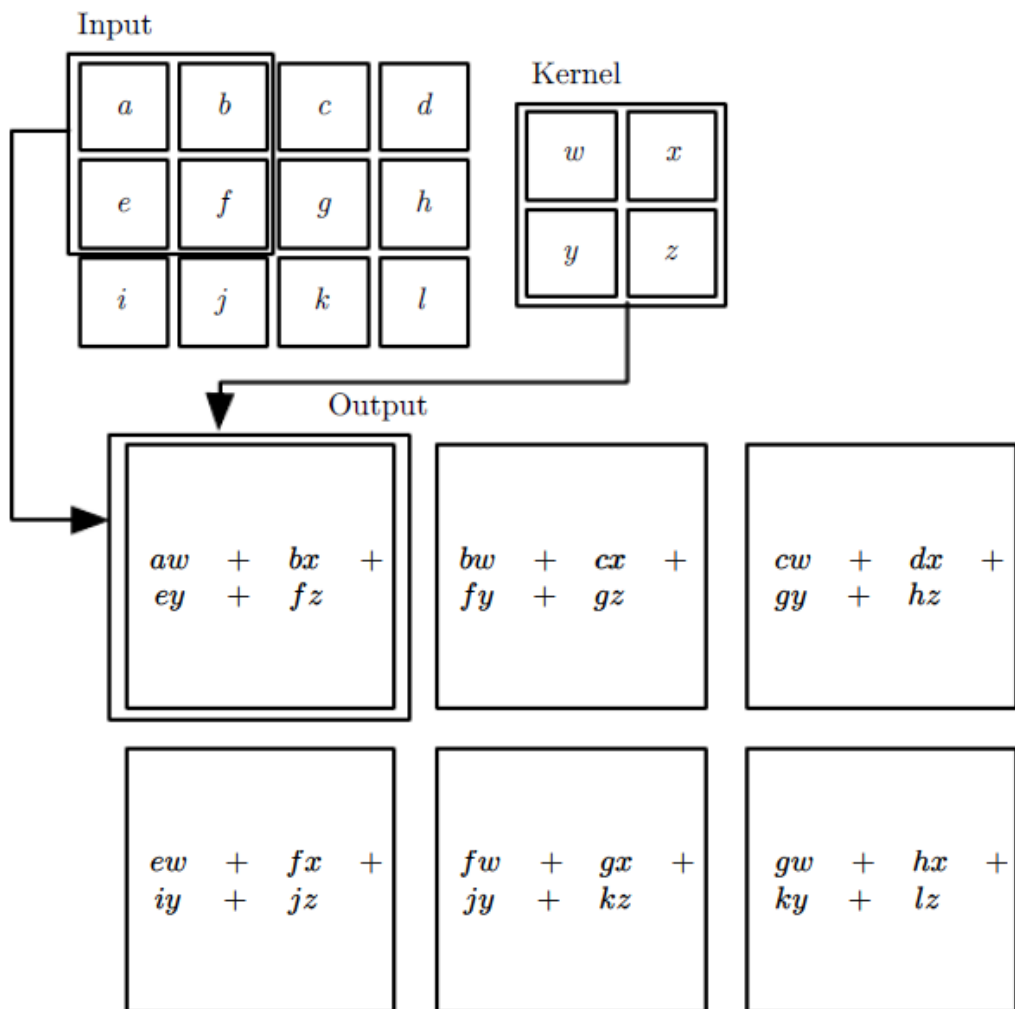 Input
Kernel
a b c d
w x
e f g h
y z
i j k l
Output
aw + bx + bw + cx + cw + dx +
ey + fz fy + gz gy + hz
ew + fx + fw + gx + gw + hx +
iy + jz jy + kz ky + lz